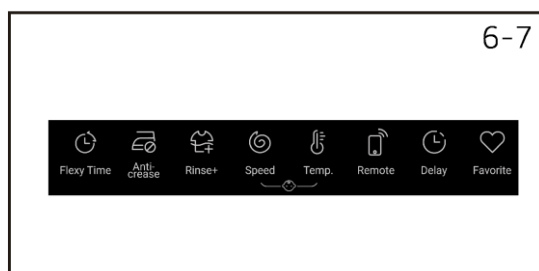 6-7
Flexy Time
Anti-
crease
Rinse+
Speed
Temp.
Remote
Delay
Favorite